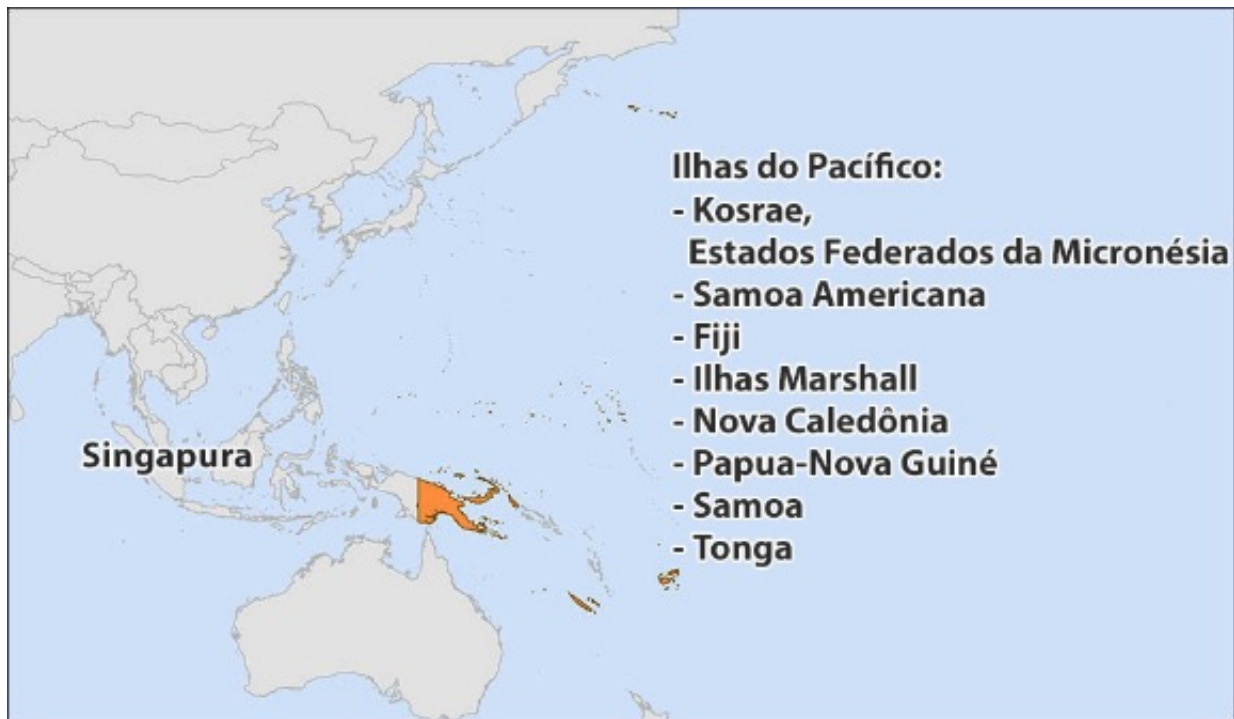 Ilhas do Pacífico:
- Kosrae,
Estados Federados da Micronésia
- Samoa Americana
- Fiji
- Ilhas Marshall
- Nova Caledônia
- Papua-Nova Guiné
- Samoa
- Tonga
Singapura